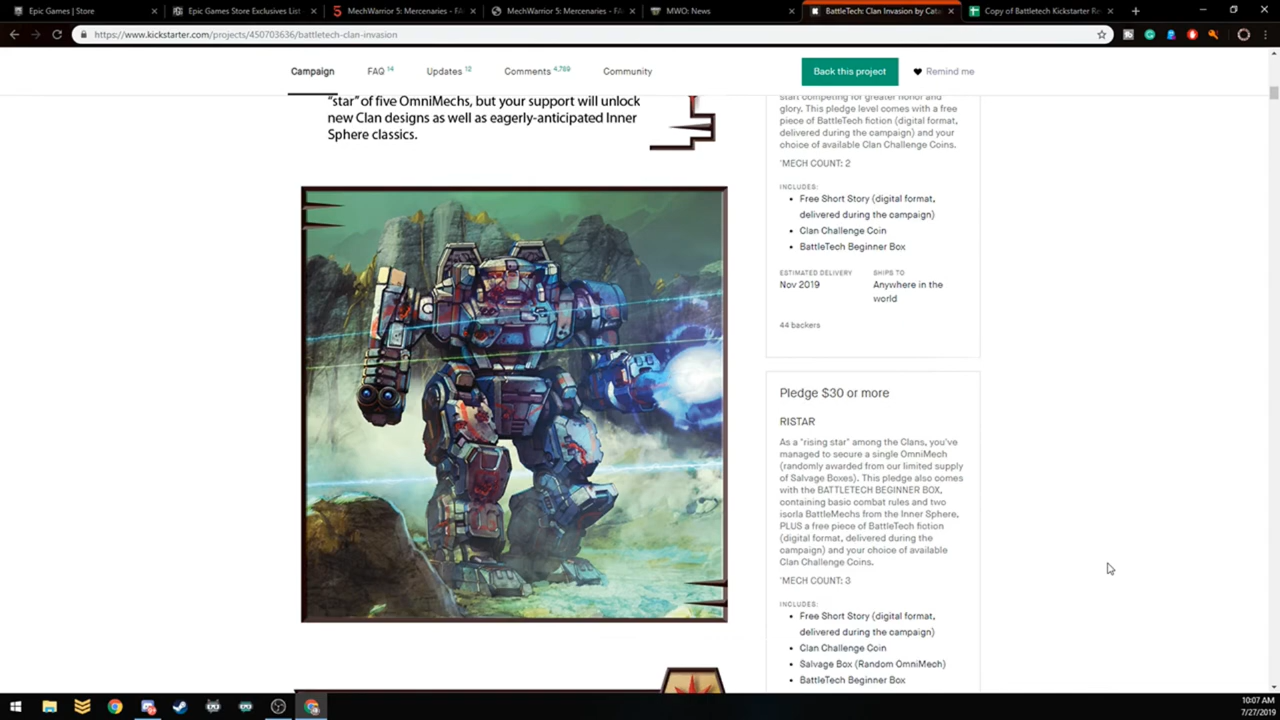 Epic Games | Store
Epic Games Store Exclusives List
MechWarrior 5: Mercenaries - FA
MechWarrior 5: Mercenaries - FA
MWO: News
BattleTech: Clan Invasion by Cata
Copy of Battletech Kickstarter Re
https://www.kickstarter.com/projects/450703636/battletech-clan-invasion
Campaign
FAQ 14
Updates 12
Comments 4,769
Community
Back this project
Remind me
"star" of five OmniMechs, but your support will unlock
new Clan designs as well as eagerly-anticipated Inner
Sphere classics.
start competing for greater honor and
glory. This pledge level comes with a free
piece of BattleTech fiction (digital format,
delivered during the campaign) and your
choice of available Clan Challenge Coins.
'MECH COUNT: 2
INCLUDES:
• Free Short Story (digital format,
delivered during the campaign)
• Clan Challenge Coin
• BattleTech Beginner Box
ESTIMATED DELIVERY
Nov 2019
SHIPS TO
Anywhere in the
world
44 backers
Pledge $30 or more
RISTAR
As a "rising star" among the Clans, you've
managed to secure a single OmniMech
(randomly awarded from our limited supply
of Salvage Boxes). This pledge also comes
with the BATTLETECH BEGINNER BOX,
containing basic combat rules and two
isorla BattleMechs from the Inner Sphere,
PLUS a free piece of BattleTech fiction
(digital format, delivered during the
campaign) and your choice of available
Clan Challenge Coins.
'MECH COUNT: 3
INCLUDES:
• Free Short Story (digital format,
delivered during the campaign)
• Clan Challenge Coin
• Salvage Box (Random OmniMech)
• BattleTech Beginner Box
10:07 AM
7/27/2019